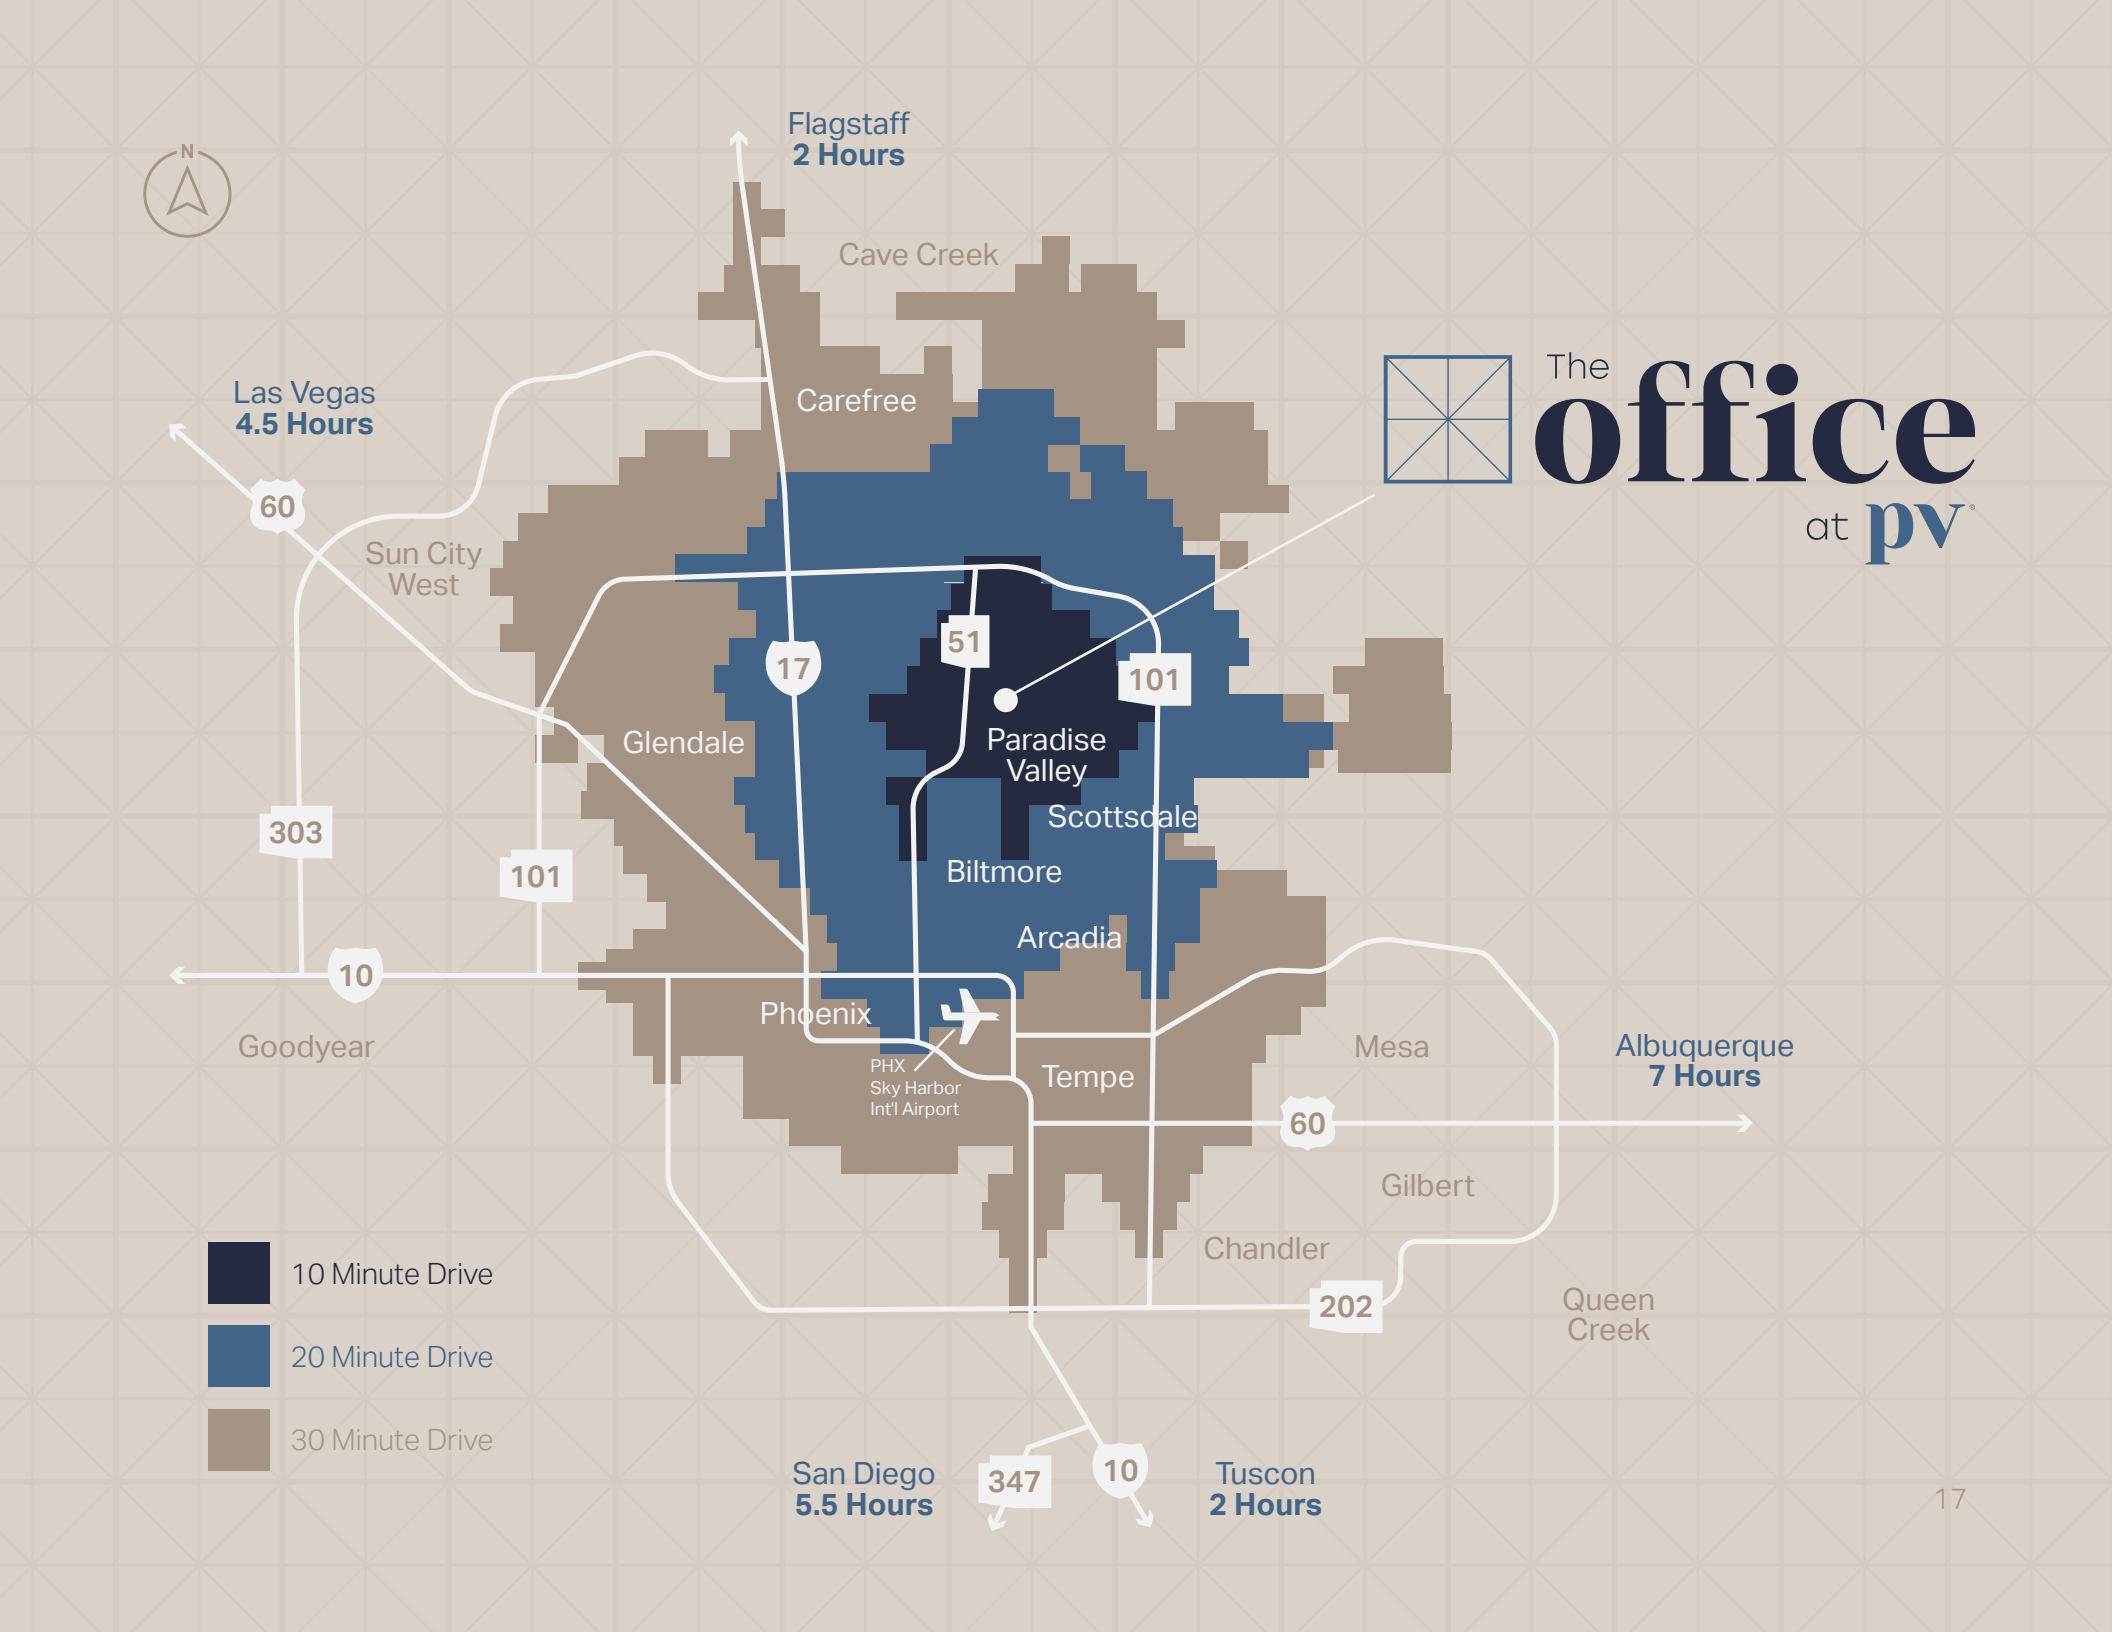 Flagstaff
2 Hours
N
Cave Creek
The
office
at pv®
Las Vegas
4.5 Hours
Carefree
60
Sun City
West
51
17
101
Glendale
Paradise
Valley
Scottsdale
303
101
Biltmore
Arcadia
10
Phoenix
Goodyear
Mesa
Albuquerque
7 Hours
PHX
Sky Harbor
Int'l Airport
Tempe
60
Gilbert
Chandler
10 Minute Drive
202
Queen
Creek
20 Minute Drive
30 Minute Drive
San Diego
5.5 Hours
347
10
Tuscon
2 Hours
17